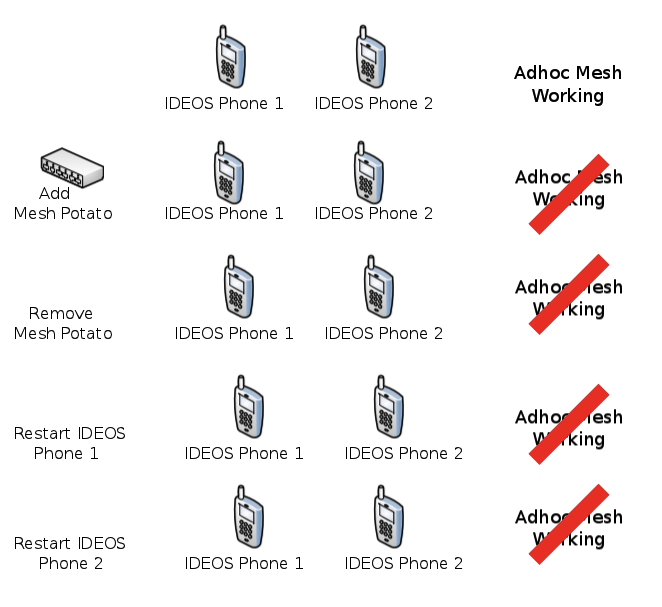 Adhoc Mesh
Working
IDEOS Phone 1
IDEOS Phone 2
Adhoc Mesh
Working
Add
Mesh Potato
IDEOS Phone 1
IDEOS Phone 2
Adhoc Mesh
Working
Remove
Mesh Potato
IDEOS Phone 1
IDEOS Phone 2
Adhoc Mesh
Working
Restart IDEOS
Phone 1
IDEOS Phone 1
IDEOS Phone 2
Adhoc Mesh
Working
Restart IDEOS
Phone 2
IDEOS Phone 1
IDEOS Phone 2